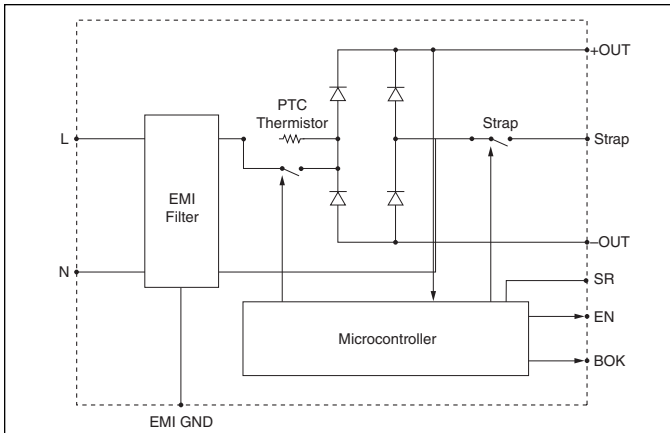 +OUT
PTC
Thermistor
Strap
L
Strap
EMI
Filter
–OUT
N
SR
EN
Microcontroller
BOK
EMI GND